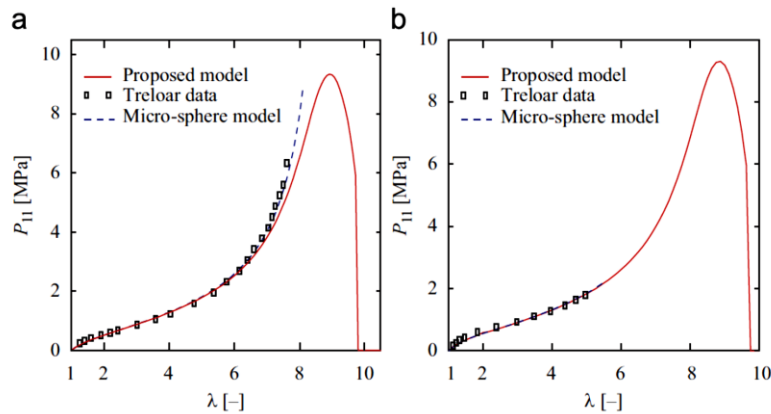 a
10
8
6
4
2
0
P11 [MPa]
Proposed model
Treloar data
Micro-sphere model
1 2 4 6 8 10
λ [–]
b
10
8
6
4
2
0
P11 [MPa]
Proposed model
Treloar data
Micro-sphere model
1 2 4 6 8 10
λ [–]